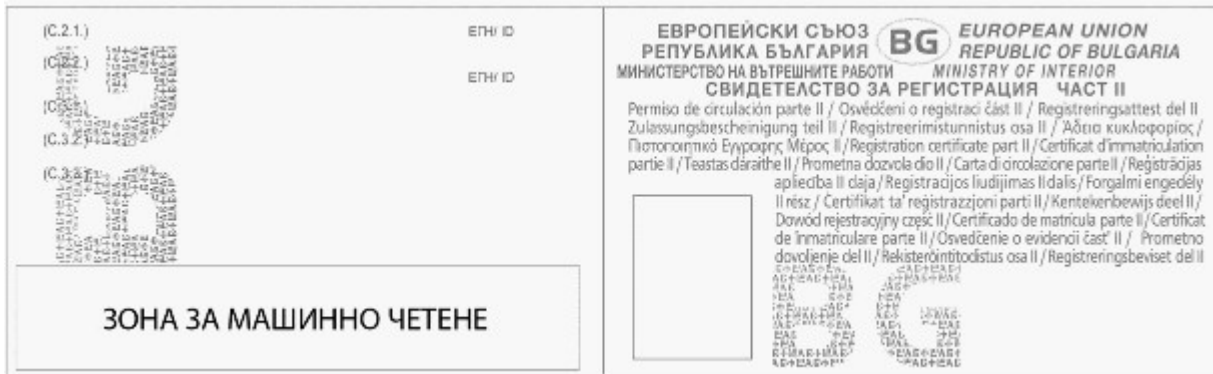 (C.2.1.) ЕГН/ ID
(C.2.2.) ЕГН/ ID
(C.3.2.)
(C.3.3.)
ЗОНА ЗА МАШИННО ЧЕТЕНЕ
ЕВРОПЕЙСКИ СЪЮЗ BG EUROPEAN UNION
РЕПУБЛИКА БЪЛГАРИЯ REPUBLIC OF BULGARIA
МИНИСТЕРСТВО НА ВЪТРЕШНИТЕ РАБОТИ MINISTRY OF INTERIOR
СВИДЕТЕЛСТВО ЗА РЕГИСТРАЦИЯ ЧАСТ II
Permiso de circulación parte II / Osvědčení o registraci část II / Registreringsattest del II
Zulassungsbescheinigung teil II / Registreerimistunnistus osa II / Άδεια κυκλοφορίας /
Πιστοποιητικό Εγγραφης Μέρος II / Registration certificate part II / Certificat d'immatriculation
partie II / Teastas dáraithe II / Prometna dozvola dio II / Carta di circolazione parte II / Reģistrācijas
apliecība II daļa / Registracijos liudijimas II dalis / Forgalmi engedély
II rész / Ċertifikat ta' reġistrazzjoni parti II / Kentekenbewijs deel II /
Dowód rejestracyjny część II / Certificado de matrícula parte II / Certificat
de înmatriculare parte II / Osvedčenie o evidencii časť II / Prometno
dovoljenje del II / Rekisteröintitodistus osa II / Registreringsbeviset del II
BG